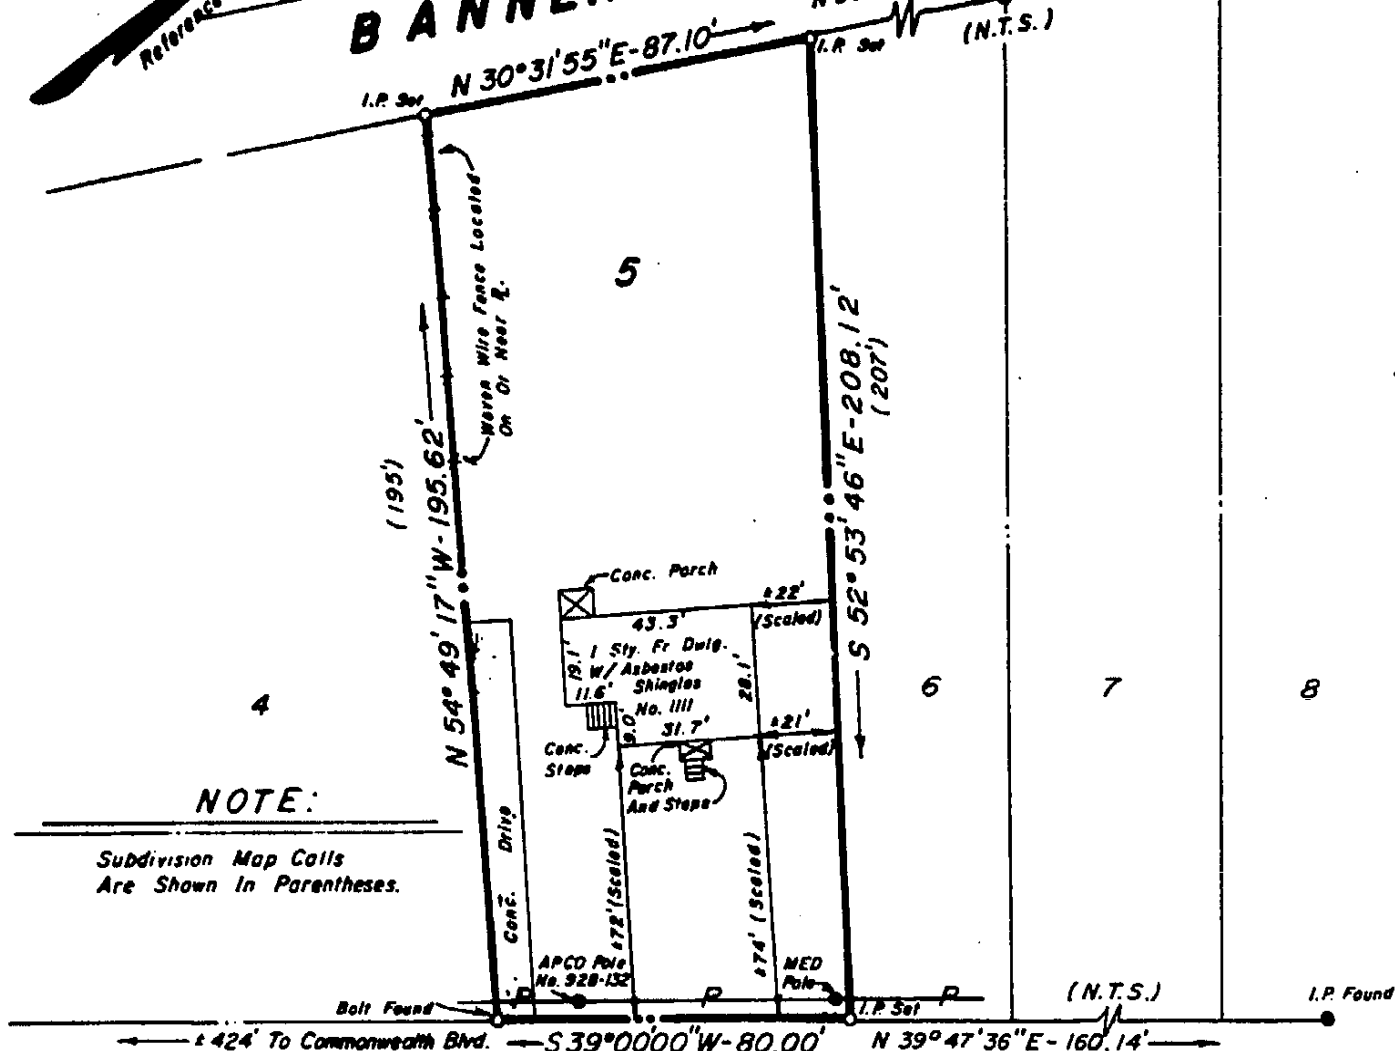 Reference
BANNE
N 30°31'55"E-87.10'
(N.T.S.)
I.P. Set
I.P. Set
Woven Wire Fence Located
On Or Near ⅊.
5
N 54°49'17"W-195.62'
(195')
S 52°53'46"E-208.12'
(207')
Conc. Porch
±22'
(Scaled)
43.3'
19.1'
1 Sty. Fr Dwlg.
W/ Asbestos
Shingles
No. 1111
11.6'
28.1'
9.0'
31.7'
±21'
(Scaled)
Conc.
Steps
Conc.
Porch
And Steps
4
6
7
8
NOTE:
Subdivision Map Calls
Are Shown In Parentheses.
Conc. Drive
±72' (Scaled)
±74' (Scaled)
APCO Pole
No. 928-132
MED
Pole
P
P
P
Bolt Found
I.P. Set
(N.T.S.)
I.P. Found
±424' To Commonwealth Blvd.
S39°00'00"W-80.00'
N 39°47'36"E-160.14'